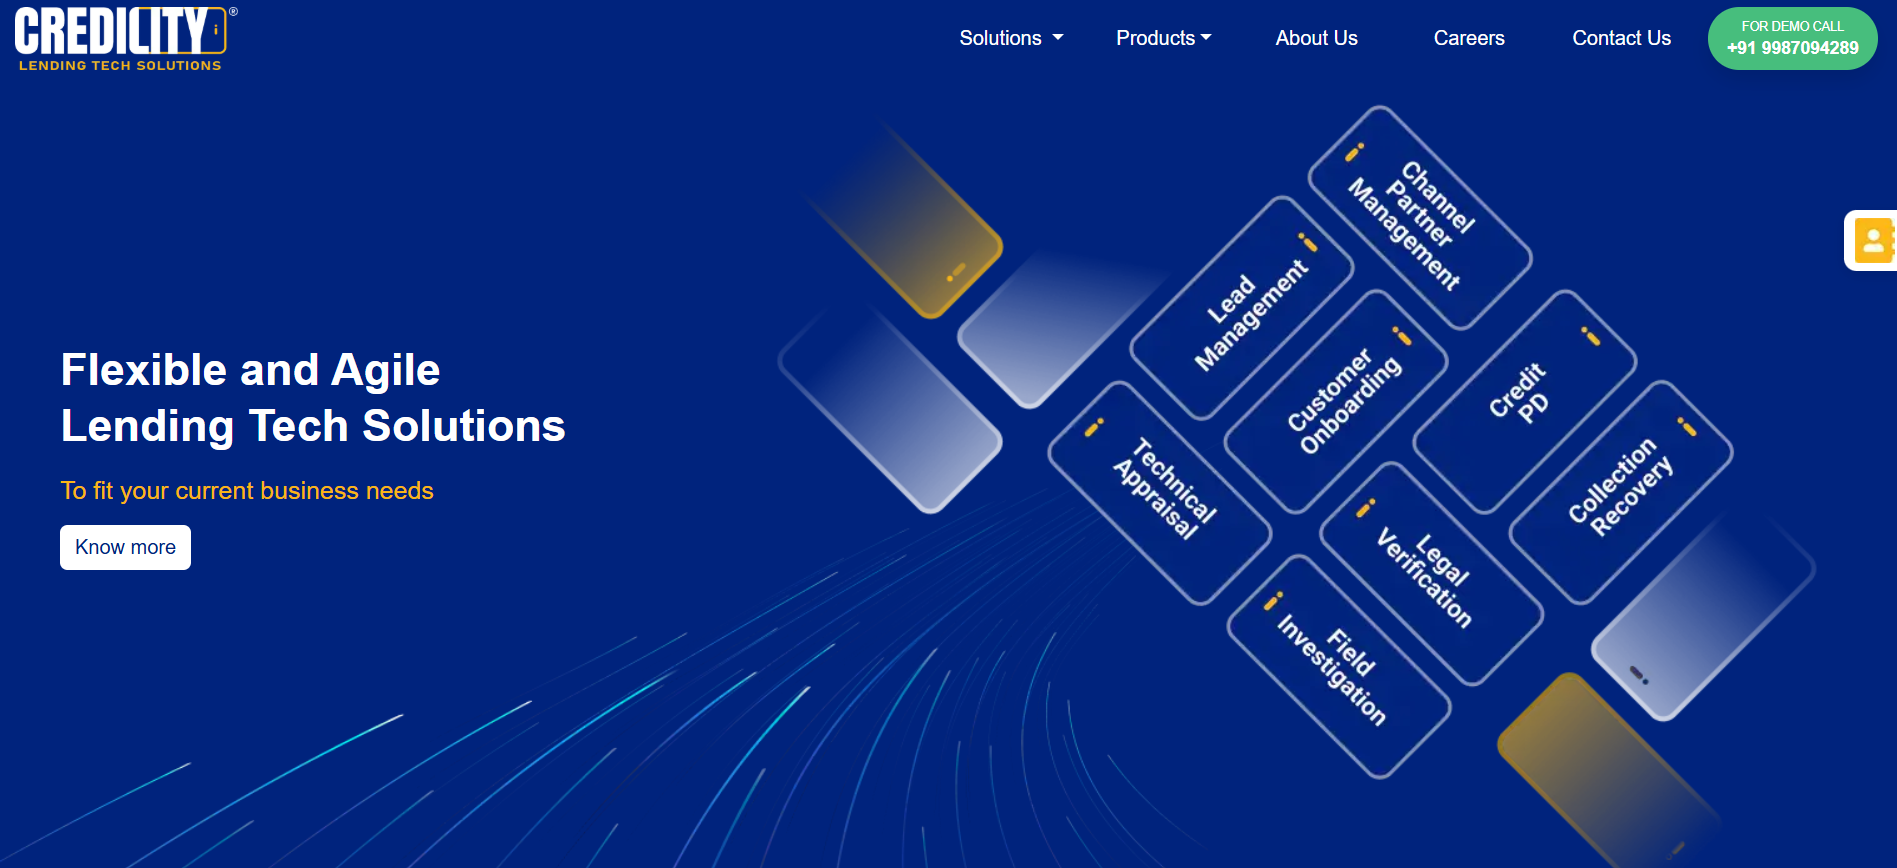 CREDILITY ®
LENDING TECH SOLUTIONS
Solutions
Products
About Us
Careers
Contact Us
FOR DEMO CALL
+91 9987094289
Flexible and Agile
Lending Tech Solutions
To fit your current business needs
Know more
Channel
Partner
Management
Lead
Management
Customer
Onboarding
Credit
PD
Technical
Appraisal
Collection
Recovery
Legal
Verification
Field
Investigation